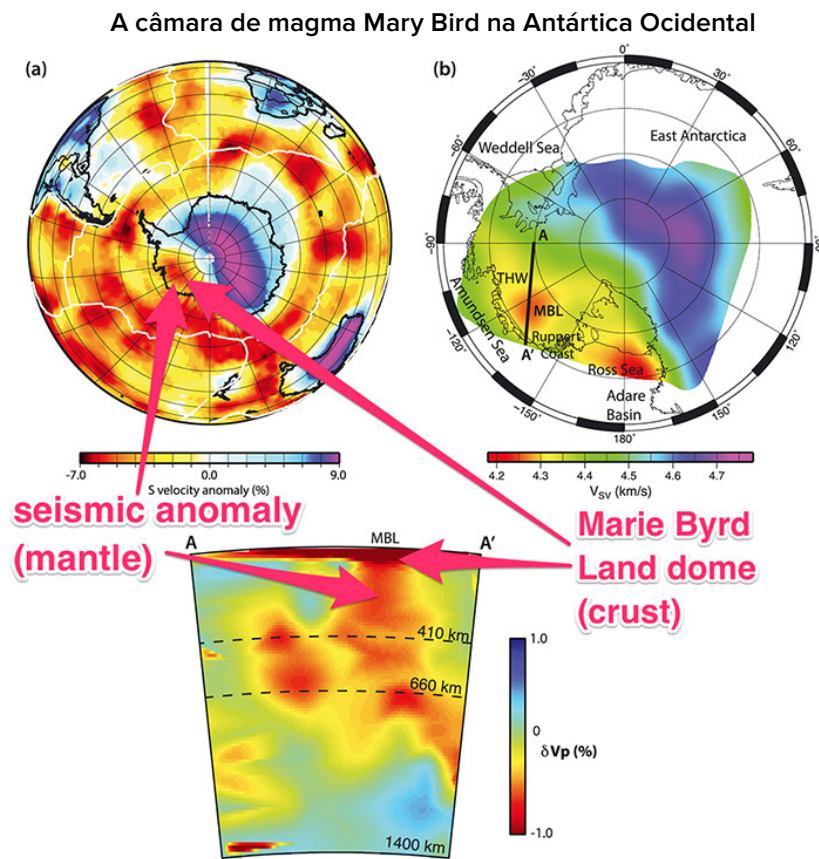 A câmara de magma Mary Bird na Antártica Ocidental
(a)
(b)
0˚
-30˚
30˚
-60˚
60˚
-90˚
-120˚
120˚
-150˚
150˚
180˚
Weddell Sea
East Antarctica
A
THW
MBL
Amundsen Sea
Ruppert
Coast
A'
Ross Sea
Adare
Basin
-7.0
0.0
9.0
S velocity anomaly (%)
4.2
4.3
4.4
4.5
4.6
4.7
VSV (km/s)
seismic anomaly
(mantle)
Marie Byrd
Land dome
(crust)
A
MBL
A'
410 km
660 km
1400 km
1.0
0
δVp (%)
-1.0